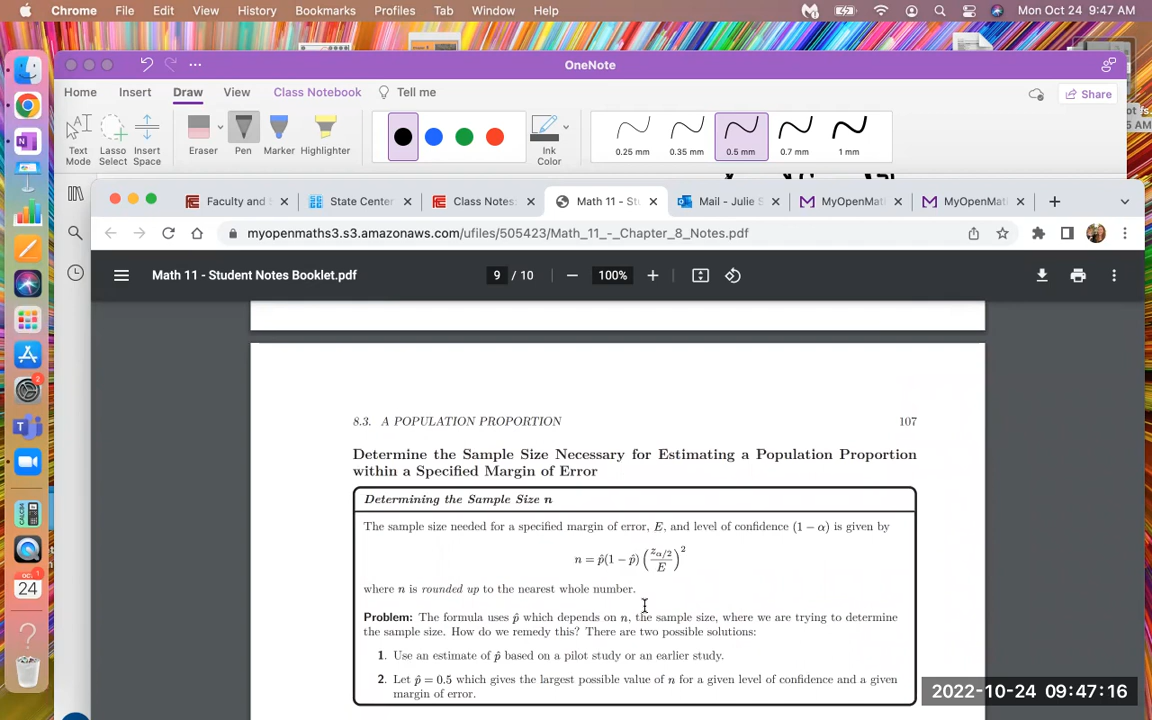 Chrome File Edit View History Bookmarks Profiles Tab Window Help Mon Oct 24 9:47 AM
OneNote
Home Insert Draw View Class Notebook Tell me Share
Text Mode Lasso Select Insert Space Eraser Pen Marker Highlighter Ink Color 0.25 mm 0.35 mm 0.5 mm 0.7 mm 1 mm
Faculty and State Center Class Notes: Math 11 - St Mail - Julie S MyOpenMat MyOpenMat
myopenmaths3.s3.amazonaws.com/ufiles/505423/Math_11_-_Chapter_8_Notes.pdf
Math 11 - Student Notes Booklet.pdf 9 / 10 100%
8.3. A POPULATION PROPORTION 107
Determine the Sample Size Necessary for Estimating a Population Proportion
within a Specified Margin of Error
Determining the Sample Size n
The sample size needed for a specified margin of error, E, and level of confidence (1 − α) is given by
n = p̂(1 − p̂) (z_{α/2}/E)²
where n is rounded up to the nearest whole number.
Problem: The formula uses p̂ which depends on n, the sample size, where we are trying to determine
the sample size. How do we remedy this? There are two possible solutions:
1. Use an estimate of p̂ based on a pilot study or an earlier study.
2. Let p̂ = 0.5 which gives the largest possible value of n for a given level of confidence and a given
margin of error.
2022-10-24 09:47:16
2
OCT
24